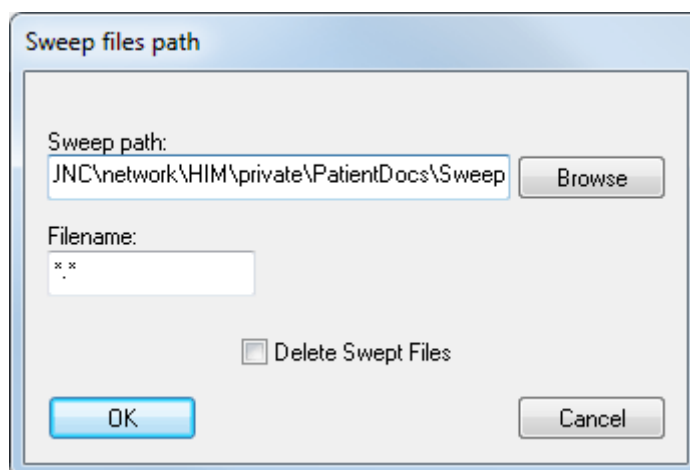 Sweep files path
Sweep path:
JNC\network\HIM\private\PatientDocs\Sweep
Browse
Filename:
*.*
Delete Swept Files
OK
Cancel